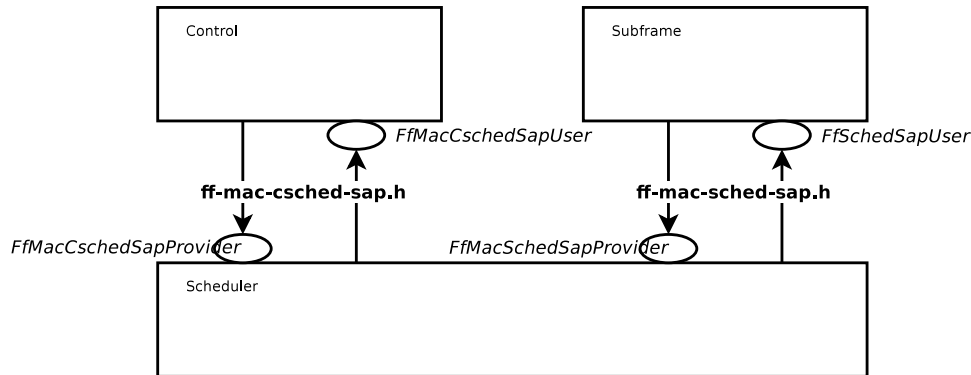 Control
Subframe
FfMacCschedSapUser
FfSchedSapUser
ff-mac-csched-sap.h
ff-mac-sched-sap.h
FfMacCschedSapProvider
FfMacSchedSapProvider
Scheduler